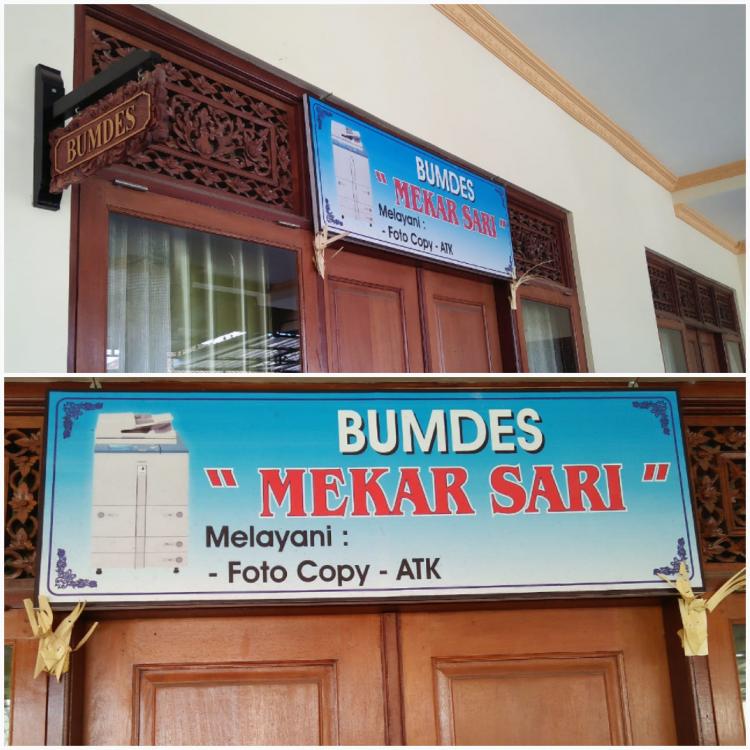 BUMDES
BUMDES
" MEKAR SARI "
Melayani :
- Foto Copy - ATK
BUMDES
" MEKAR SARI "
Melayani :
- Foto Copy - ATK